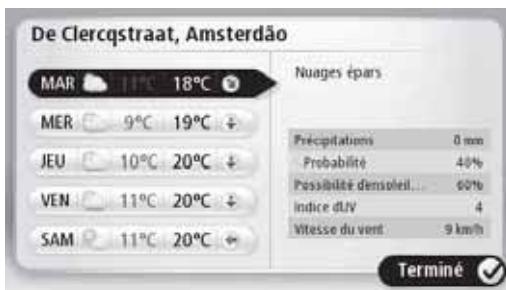 De Clercqstraat, Amsterdão
MAR 11°C 18°C
MER 9°C 19°C
JEU 10°C 20°C
VEN 11°C 20°C
SAM 11°C 20°C
Nuages épars
Précipitations 0 mm
Probabilité 40%
Possibilité densoleil... 60%
Indice dUV 4
Vitesse du vent 9 km/h
Terminé